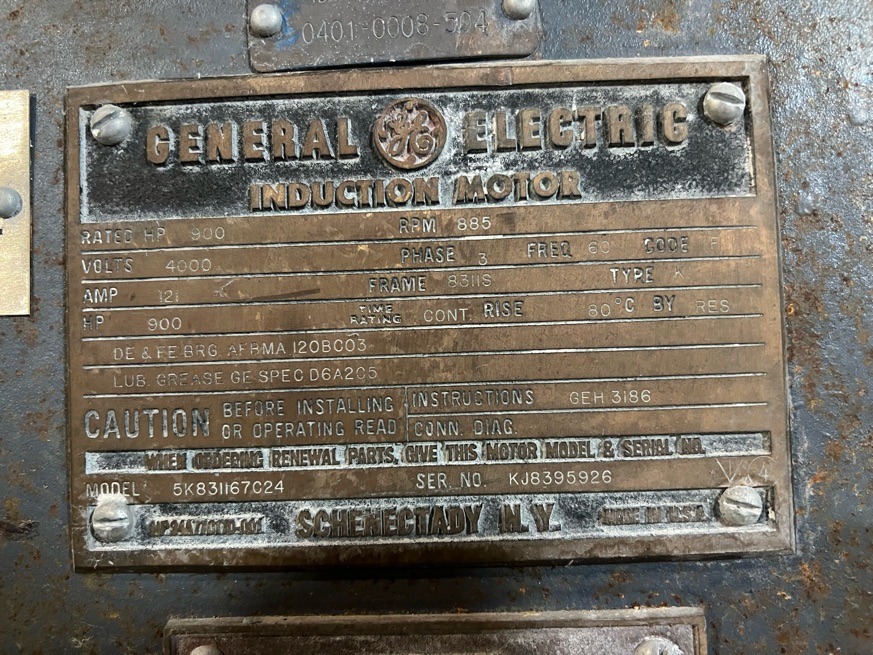 0401-0008-504
GENERAL GE ELECTRIC
INDUCTION MOTOR
RATED HP 900 RPM 885
VOLTS 4000 PHASE 3 FREQ 60 CODE F
AMP 121 FRAME 8311S TYPE K
HP 900 TIME RATING CONT. RISE 80°C BY RES
DE & FE BRG. AFBMA 120BC03
LUB. GREASE GE SPEC D6A2C5
CAUTION BEFORE INSTALLING INSTRUCTIONS GEH 3186
OR OPERATING READ CONN. DIAG.
WHEN ORDERING RENEWAL PARTS, GIVE THIS MOTOR MODEL & SERIAL NO.
MODEL 5K831167C24 SER. NO. KJ8395926
SCHENECTADY N.Y. MADE IN U.S.A.